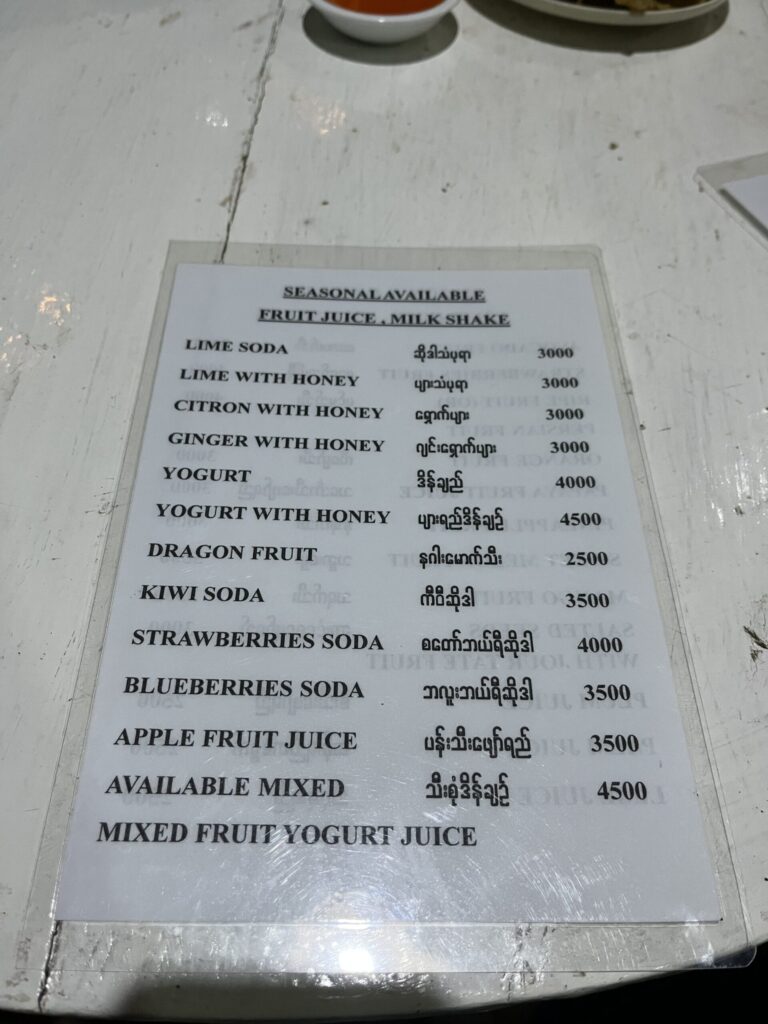 SEASONAL AVAILABLE
FRUIT JUICE , MILK SHAKE
LIME SODA ဆိုဒါသံပုရာ 3000
LIME WITH HONEY ပျားသံပုရာ 3000
CITRON WITH HONEY ရှောက်ပျား 3000
GINGER WITH HONEY ဂျင်းရှောက်ပျား 3000
YOGURT ဒိန်ချည် 4000
YOGURT WITH HONEY ပျားရည်ဒိန်ချဉ် 4500
DRAGON FRUIT နဂါးမောက်သီး 2500
KIWI SODA ကီဝီဆိုဒါ 3500
STRAWBERRIES SODA စတော်ဘယ်ရီဆိုဒါ 4000
BLUEBERRIES SODA ဘလူးဘယ်ရီဆိုဒါ 3500
APPLE FRUIT JUICE ပန်းသီးဖျော်ရည် 3500
AVAILABLE MIXED သီးစုံဒိန်ချဉ် 4500
MIXED FRUIT YOGURT JUICE